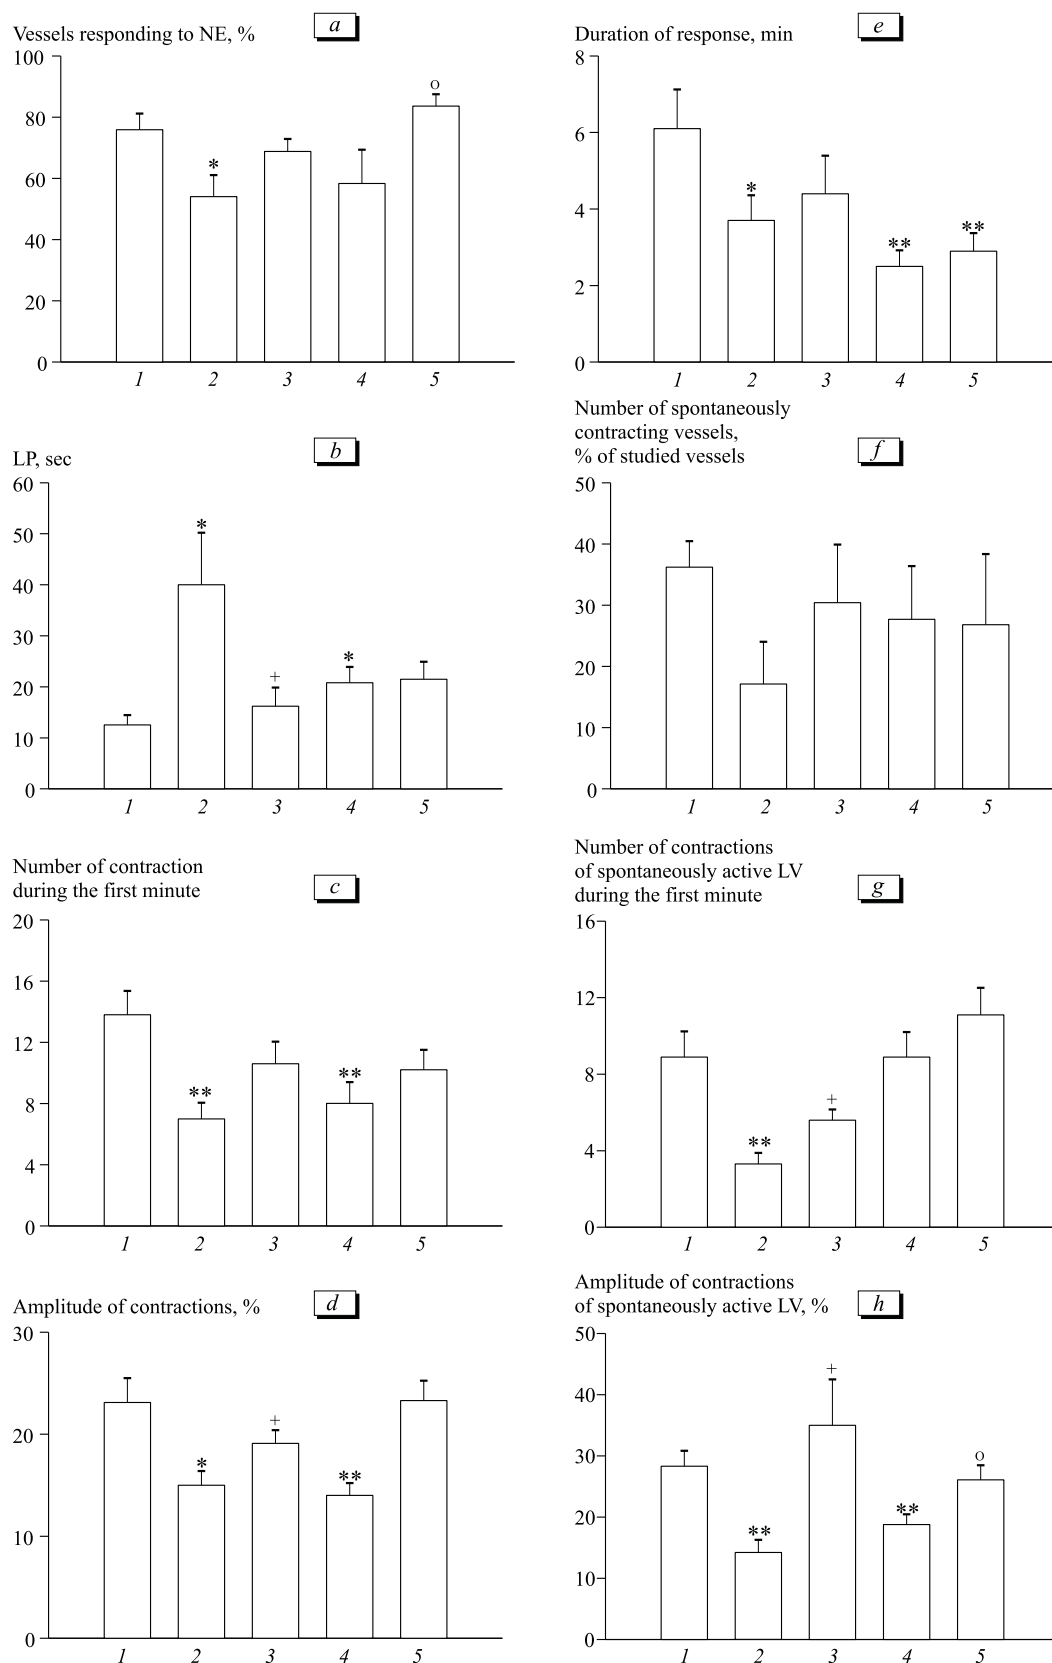 Vessels responding to NE, %
a
100
80
60
40
20
0
*
o
1 2 3 4 5
Duration of response, min
e
8
6
4
2
0
*
**
**
1 2 3 4 5
LP, sec
b
60
50
40
30
20
10
0
*
+
*
1 2 3 4 5
Number of spontaneously
contracting vessels,
% of studied vessels
f
50
40
30
20
10
0
1 2 3 4 5
Number of contraction
during the first minute
c
20
16
12
8
4
0
**
**
1 2 3 4 5
Number of contractions
of spontaneously active LV
during the first minute
g
16
12
8
4
0
**
+
1 2 3 4 5
Amplitude of contractions, %
d
30
20
10
0
*
+
**
1 2 3 4 5
Amplitude of contractions
of spontaneously active LV, %
h
50
40
30
20
10
0
**
+
**
o
1 2 3 4 5